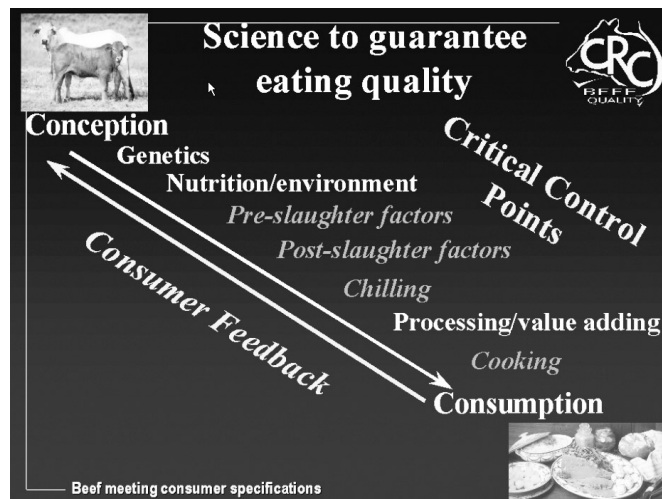 Science to guarantee
eating quality
CRC
BEEF
QUALITY
Conception
Genetics
Nutrition/environment
Critical Control
Points
Pre-slaughter factors
Post-slaughter factors
Chilling
Consumer Feedback
Processing/value adding
Cooking
Consumption
Beef meeting consumer specifications